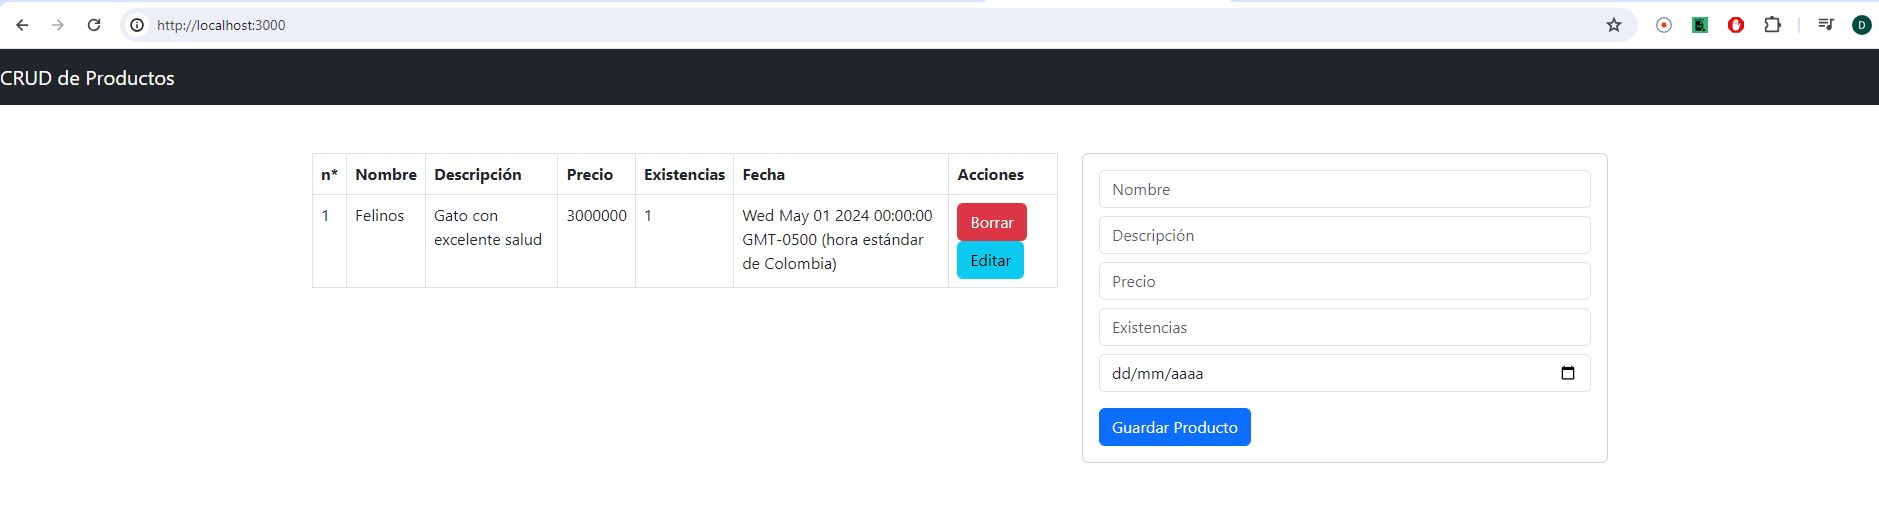 http://localhost:3000
D
CRUD de Productos
n* Nombre Descripción Precio Existencias Fecha Acciones
1 Felinos Gato con excelente salud 3000000 1 Wed May 01 2024 00:00:00 GMT-0500 (hora estándar de Colombia) Borrar Editar
Nombre
Descripción
Precio
Existencias
dd/mm/aaaa
Guardar Producto